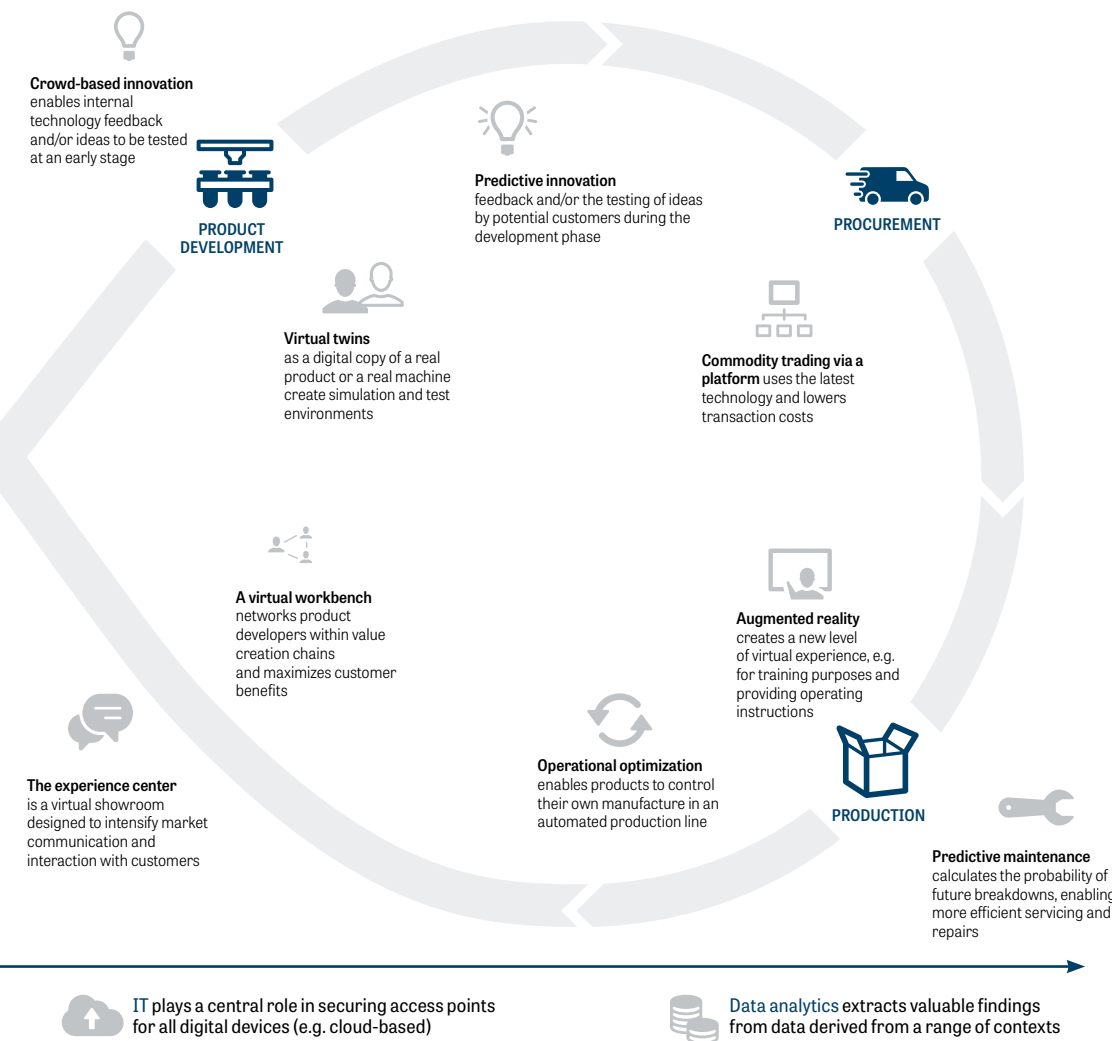 Crowd-based innovation
enables internal
technology feedback
and/or ideas to be tested
at an early stage
PRODUCT
DEVELOPMENT
Predictive innovation
feedback and/or the testing of ideas
by potential customers during the
development phase
PROCUREMENT
Virtual twins
as a digital copy of a real
product or a real machine
create simulation and test
environments
Commodity trading via a
platform uses the latest
technology and lowers
transaction costs
A virtual workbench
networks product
developers within value
creation chains
and maximizes customer
benefits
Augmented reality
creates a new level
of virtual experience, e.g.
for training purposes and
providing operating
instructions
The experience center
is a virtual showroom
designed to intensify market
communication and
interaction with customers
Operational optimization
enables products to control
their own manufacture in an
automated production line
PRODUCTION
Predictive maintenance
calculates the probability of
future breakdowns, enabling
more efficient servicing and
repairs
IT plays a central role in securing access points
for all digital devices (e.g. cloud-based)
Data analytics extracts valuable findings
from data derived from a range of contexts